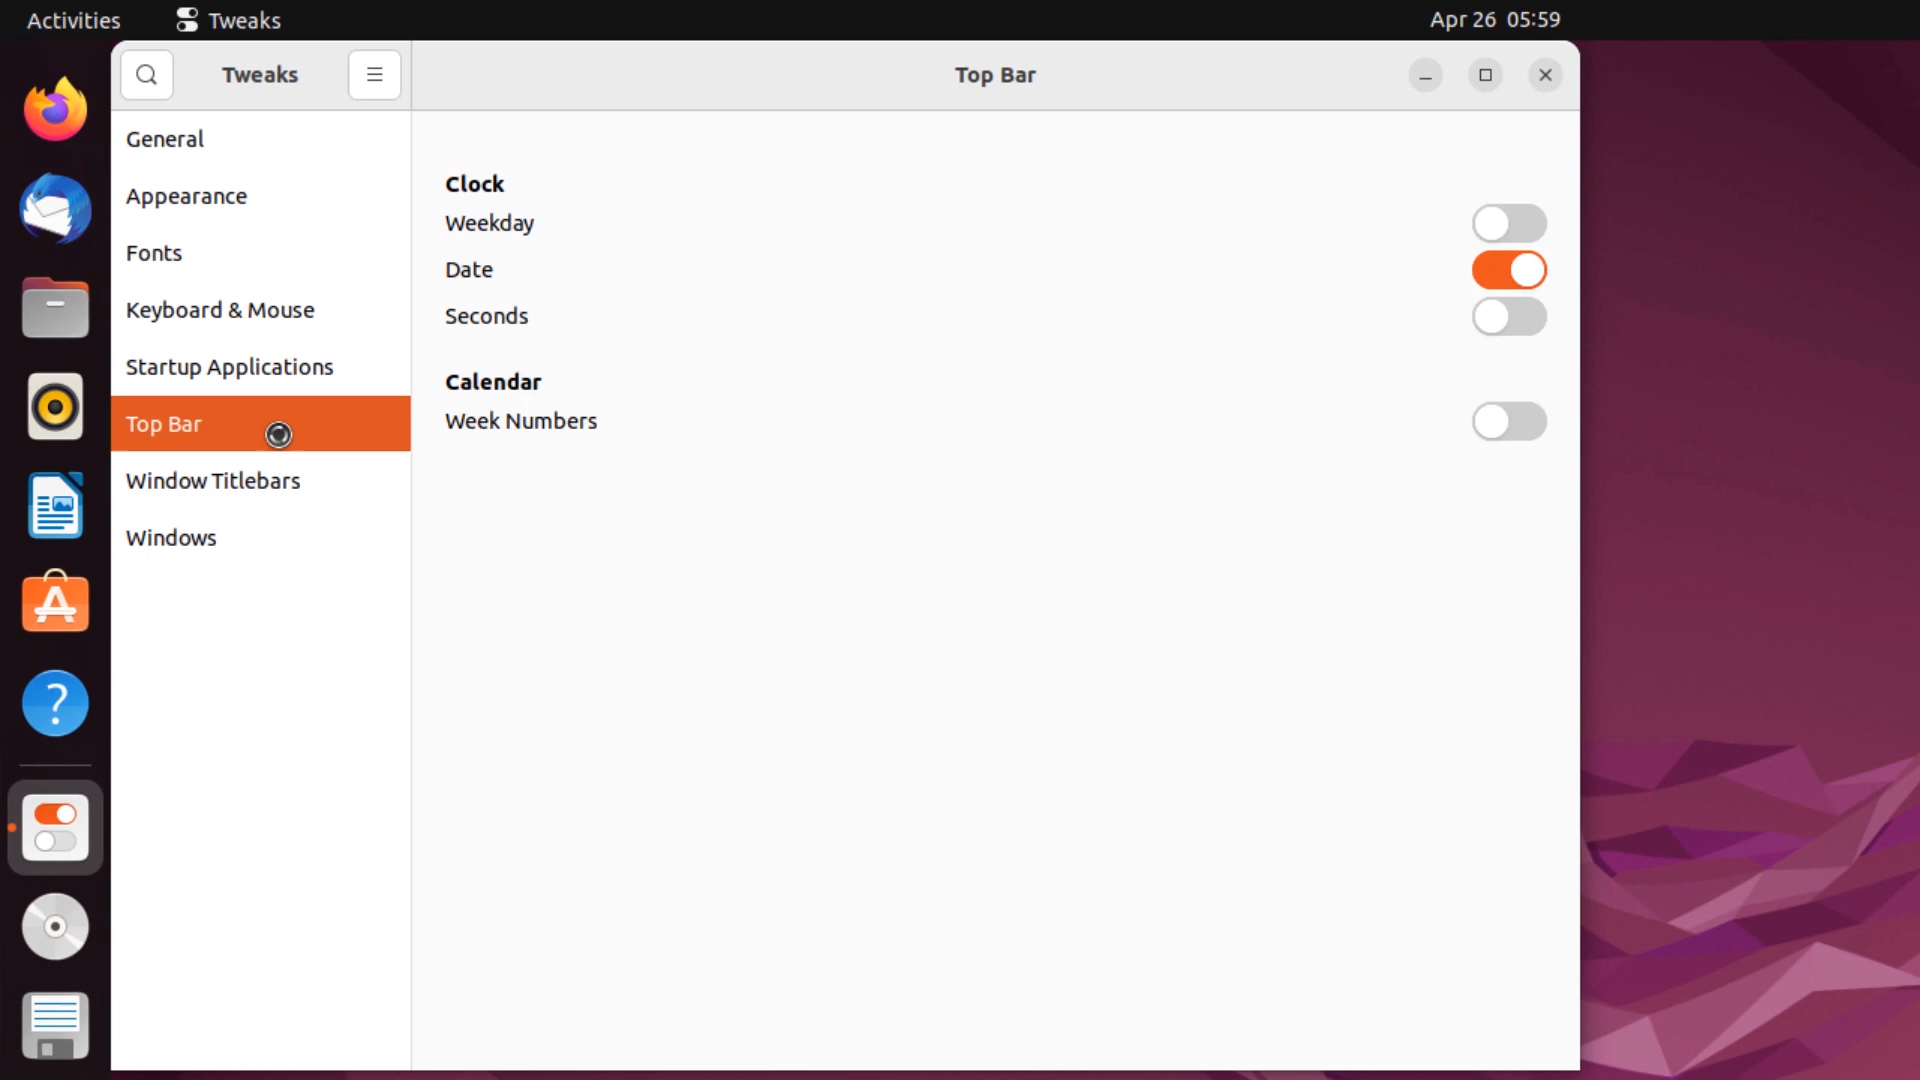 Activities
Tweaks
Apr 26 05:59
Tweaks
Top Bar
General
Appearance
Fonts
Keyboard & Mouse
Startup Applications
Top Bar
Window Titlebars
Windows
Clock
Weekday
Date
Seconds
Calendar
Week Numbers